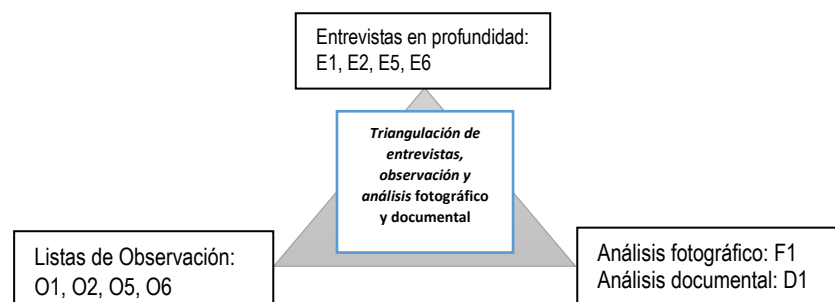 Entrevistas en profundidad:
E1, E2, E5, E6
Triangulación de
entrevistas,
observación y
análisis fotográfico
y documental
Listas de Observación:
O1, O2, O5, O6
Análisis fotográfico: F1
Análisis documental: D1